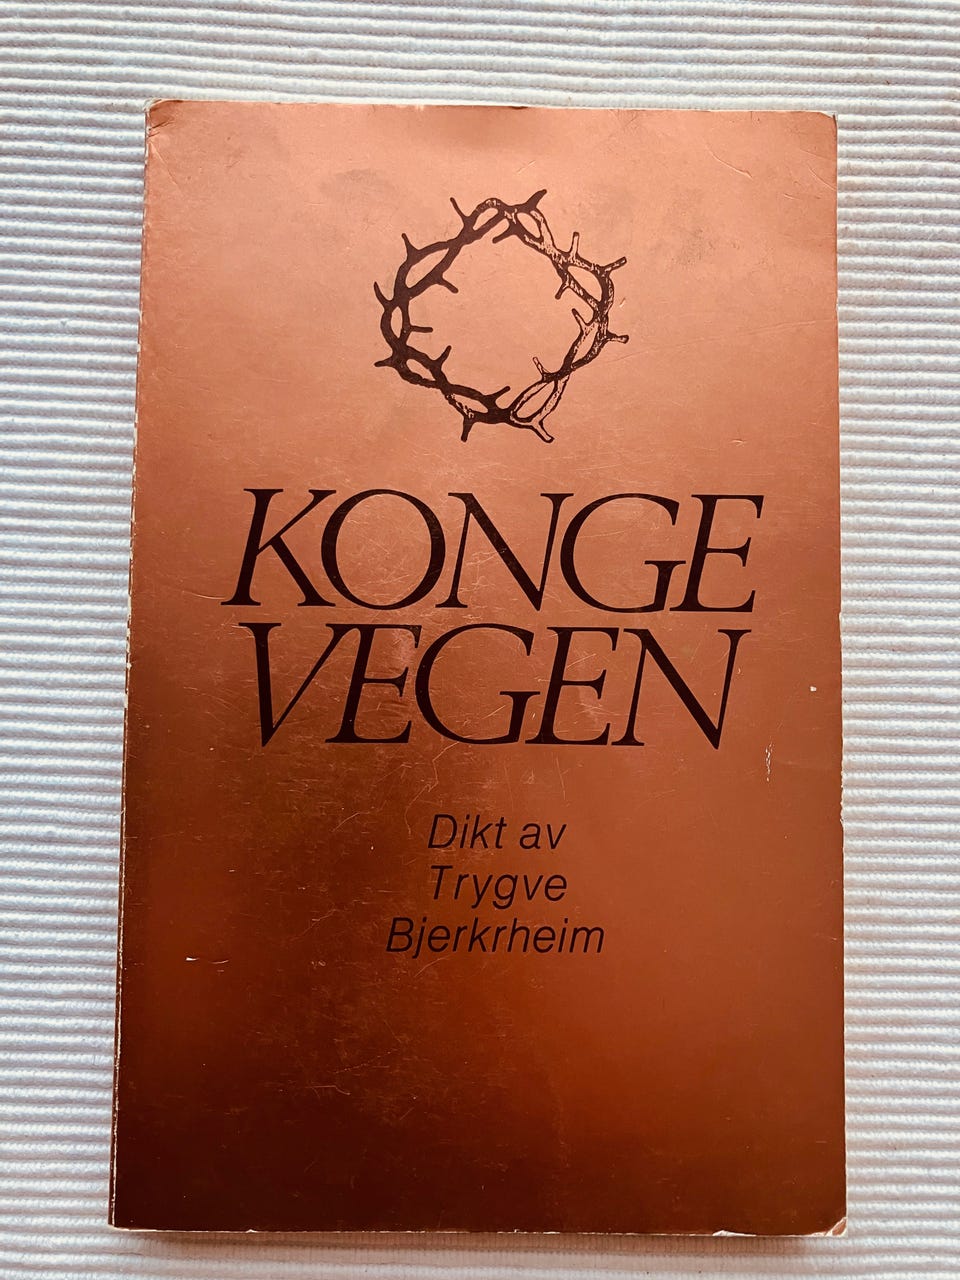 KONGE
VEGEN
Dikt av
Trygve
Bjerkrheim